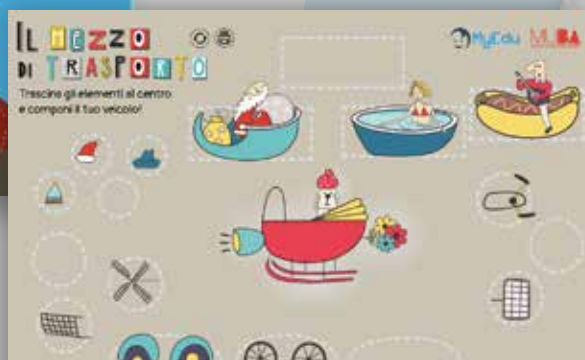 IL MEZZO
DI TRASPORTO
Trascina gli elementi al centro
e componi il tuo veicolo!
MyEdu MUBA